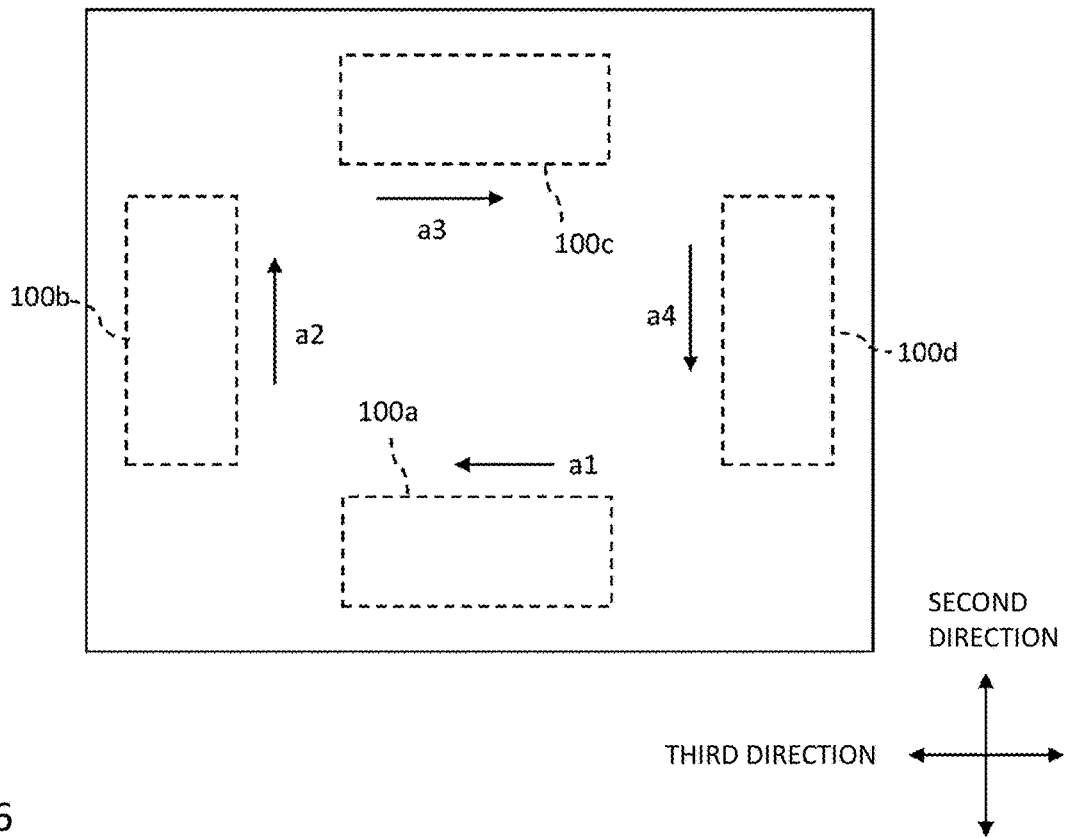 a3
100c
100b
a2
a4
100d
100a
a1
SECOND
DIRECTION
THIRD DIRECTION
6